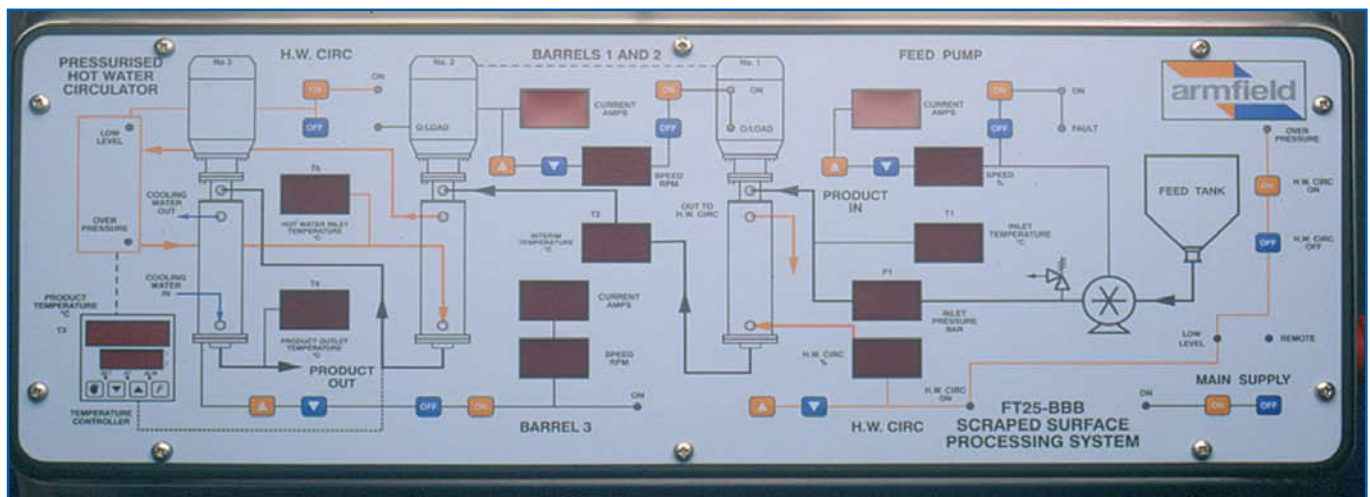 PRESSURISED
HOT WATER
CIRCULATOR
No. 3
H.W. CIRC
No. 2
BARRELS 1 AND 2
No. 1
FEED PUMP
armfield
ON
ON
OFF
LOW
LEVEL
O/LOAD
CURRENT
AMPS
ON
OFF
ON
O/LOAD
SPEED
RPM
CURRENT
AMPS
ON
OFF
ON
FAULT
SPEED
%
OVER
PRESSURE
ON
H.W. CIRC
ON
OFF
H.W. CIRC
OFF
FEED TANK
PRODUCT
IN
COOLING
WATER
OUT
T5
HOT WATER INLET
TEMPERATURE
°C
T2
INTERIM TEMPERATURE
°C
OUT TO
H.W. CIRC
T1
INLET
TEMPERATURE
°C
OVER
PRESSURE
COOLING
WATER
IN
T4
PRODUCT OUTLET
TEMPERATURE
°C
PRODUCT
OUT
CURRENT
AMPS
SPEED
RPM
P1
INLET
PRESSURE
BAR
H.W. CIRC
%
LOW
LEVEL
REMOTE
PRODUCT
TEMPERATURE
°C
T3
F
TEMPERATURE
CONTROLLER
OFF
ON
ON
BARREL 3
H.W. CIRC
ON
H.W. CIRC
FT25-BBB
SCRAPED SURFACE
PROCESSING SYSTEM
MAIN SUPPLY
ON
ON
OFF